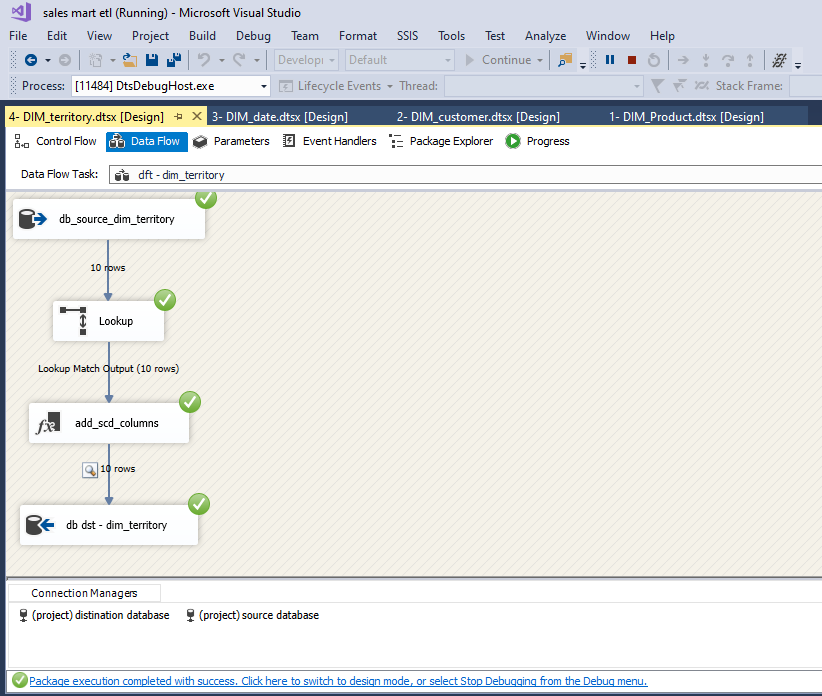 sales mart etl (Running) - Microsoft Visual Studio
File Edit View Project Build Debug Team Format SSIS Tools Test Analyze Window Help
Develop Default Continue
Process: [11484] DtsDebugHost.exe Lifecycle Events Thread: Stack Frame:
4- DIM_territory.dtsx [Design] 3- DIM_date.dtsx [Design] 2- DIM_customer.dtsx [Design] 1- DIM_Product.dtsx [Design]
Control Flow Data Flow Parameters Event Handlers Package Explorer Progress
Data Flow Task: dft - dim_territory
db_source_dim_territory
10 rows
Lookup
Lookup Match Output (10 rows)
fx add_scd_columns
10 rows
db dst - dim_territory
Connection Managers
(project) distination database (project) source database
Package execution completed with success. Click here to switch to design mode, or select Stop Debugging from the Debug menu.